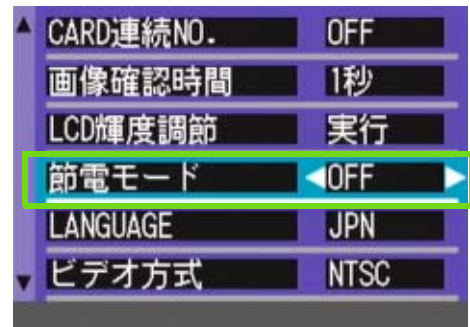 CARD連続NO. OFF
画像確認時間 1秒
LCD輝度調節 実行
節電モード OFF
LANGUAGE JPN
ビデオ方式 NTSC